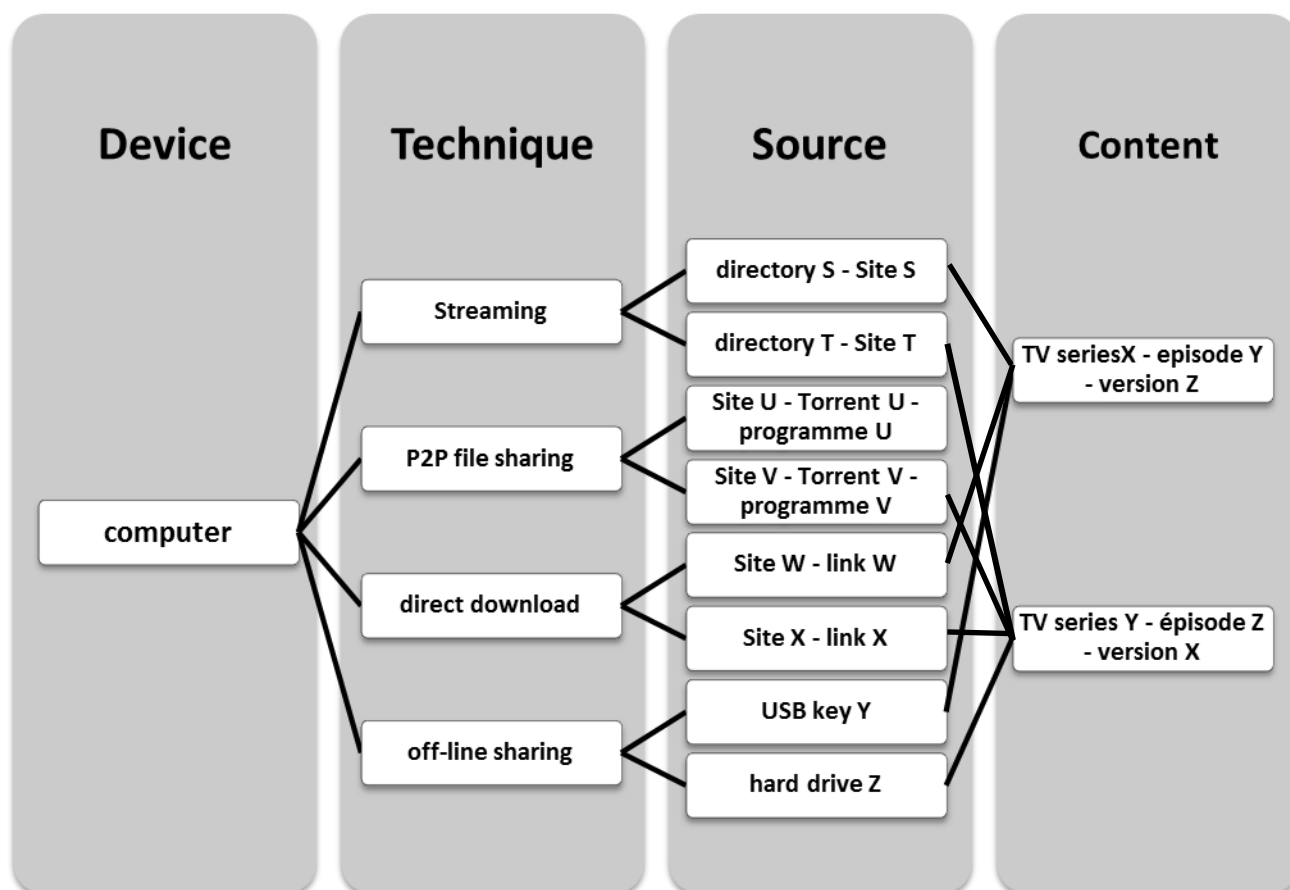 Device
Technique
Source
Content
computer
Streaming
P2P file sharing
direct download
off-line sharing
directory S - Site S
directory T - Site T
Site U - Torrent U -
programme U
Site V - Torrent V -
programme V
Site W - link W
Site X - link X
USB key Y
hard drive Z
TV seriesX - episode Y
- version Z
TV series Y - épisode Z
- version X